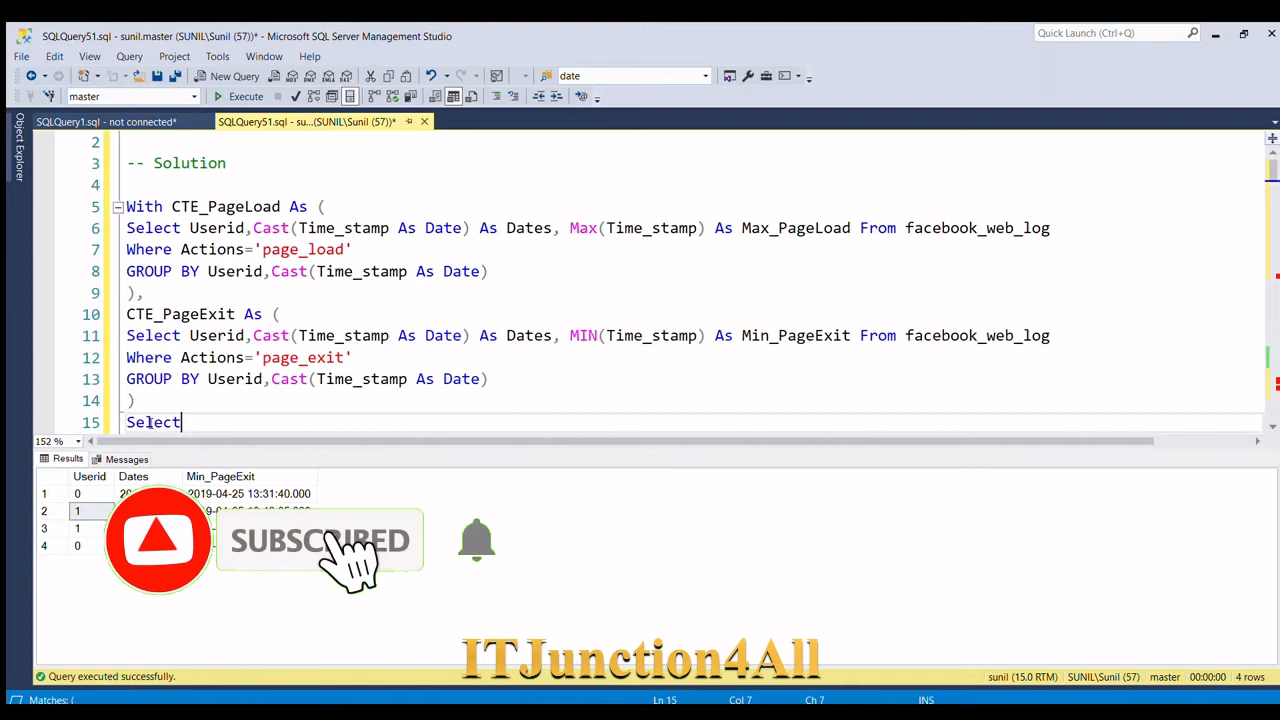 SQLQuery51.sql - sunil.master (SUNIL\Sunil (57))* - Microsoft SQL Server Management Studio
Quick Launch (Ctrl+Q)
File Edit View Query Project Tools Window Help
New Query
date
master
Execute
SQLQuery1.sql - not connected*
SQLQuery51.sql - su...(SUNIL\Sunil (57))*
Object Explorer
2
3 -- Solution
4
5 With CTE_PageLoad As (
6 Select Userid,Cast(Time_stamp As Date) As Dates, Max(Time_stamp) As Max_PageLoad From facebook_web_log
7 Where Actions='page_load'
8 GROUP BY Userid,Cast(Time_stamp As Date)
9 ),
10 CTE_PageExit As (
11 Select Userid,Cast(Time_stamp As Date) As Dates, MIN(Time_stamp) As Min_PageExit From facebook_web_log
12 Where Actions='page_exit'
13 GROUP BY Userid,Cast(Time_stamp As Date)
14 )
15 Select
152 %
Results Messages
Userid Dates Min_PageExit
1 0 2019-04-25 13:31:40.000
2 1
3 1
4 0
SUBSCRIBED
ITJunction4All
Query executed successfully.
sunil (15.0 RTM) SUNIL\Sunil (57) master 00:00:00 4 rows
Matches: (
Ln 15 Col 7 Ch 7 INS